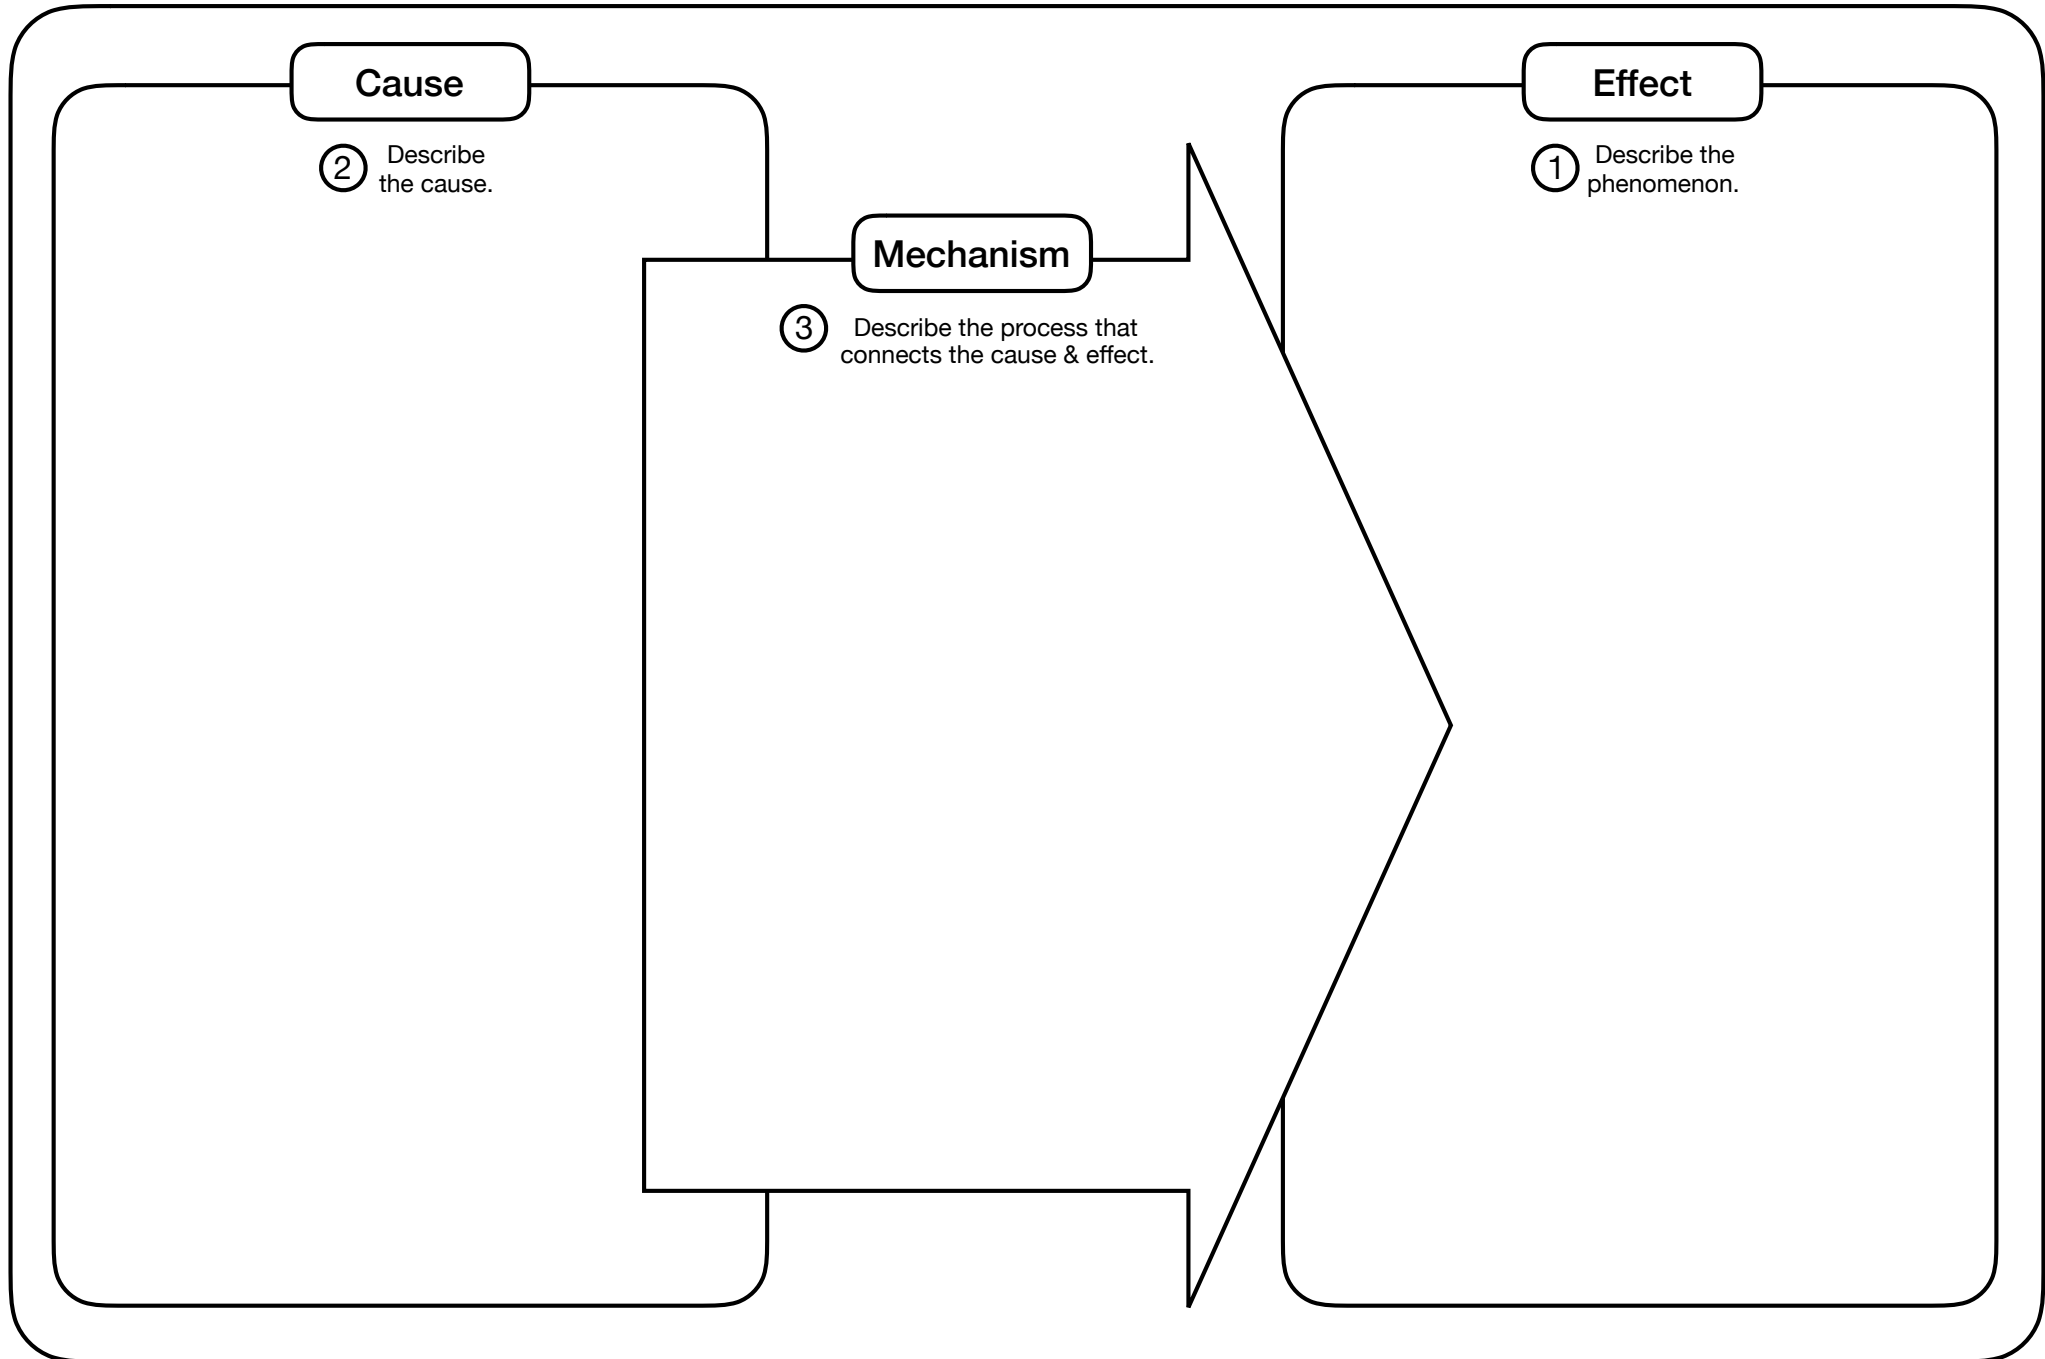 Cause
2
Describe
the cause.
Mechanism
3
Describe the process that
connects the cause & effect.
Effect
1
Describe the
phenomenon.